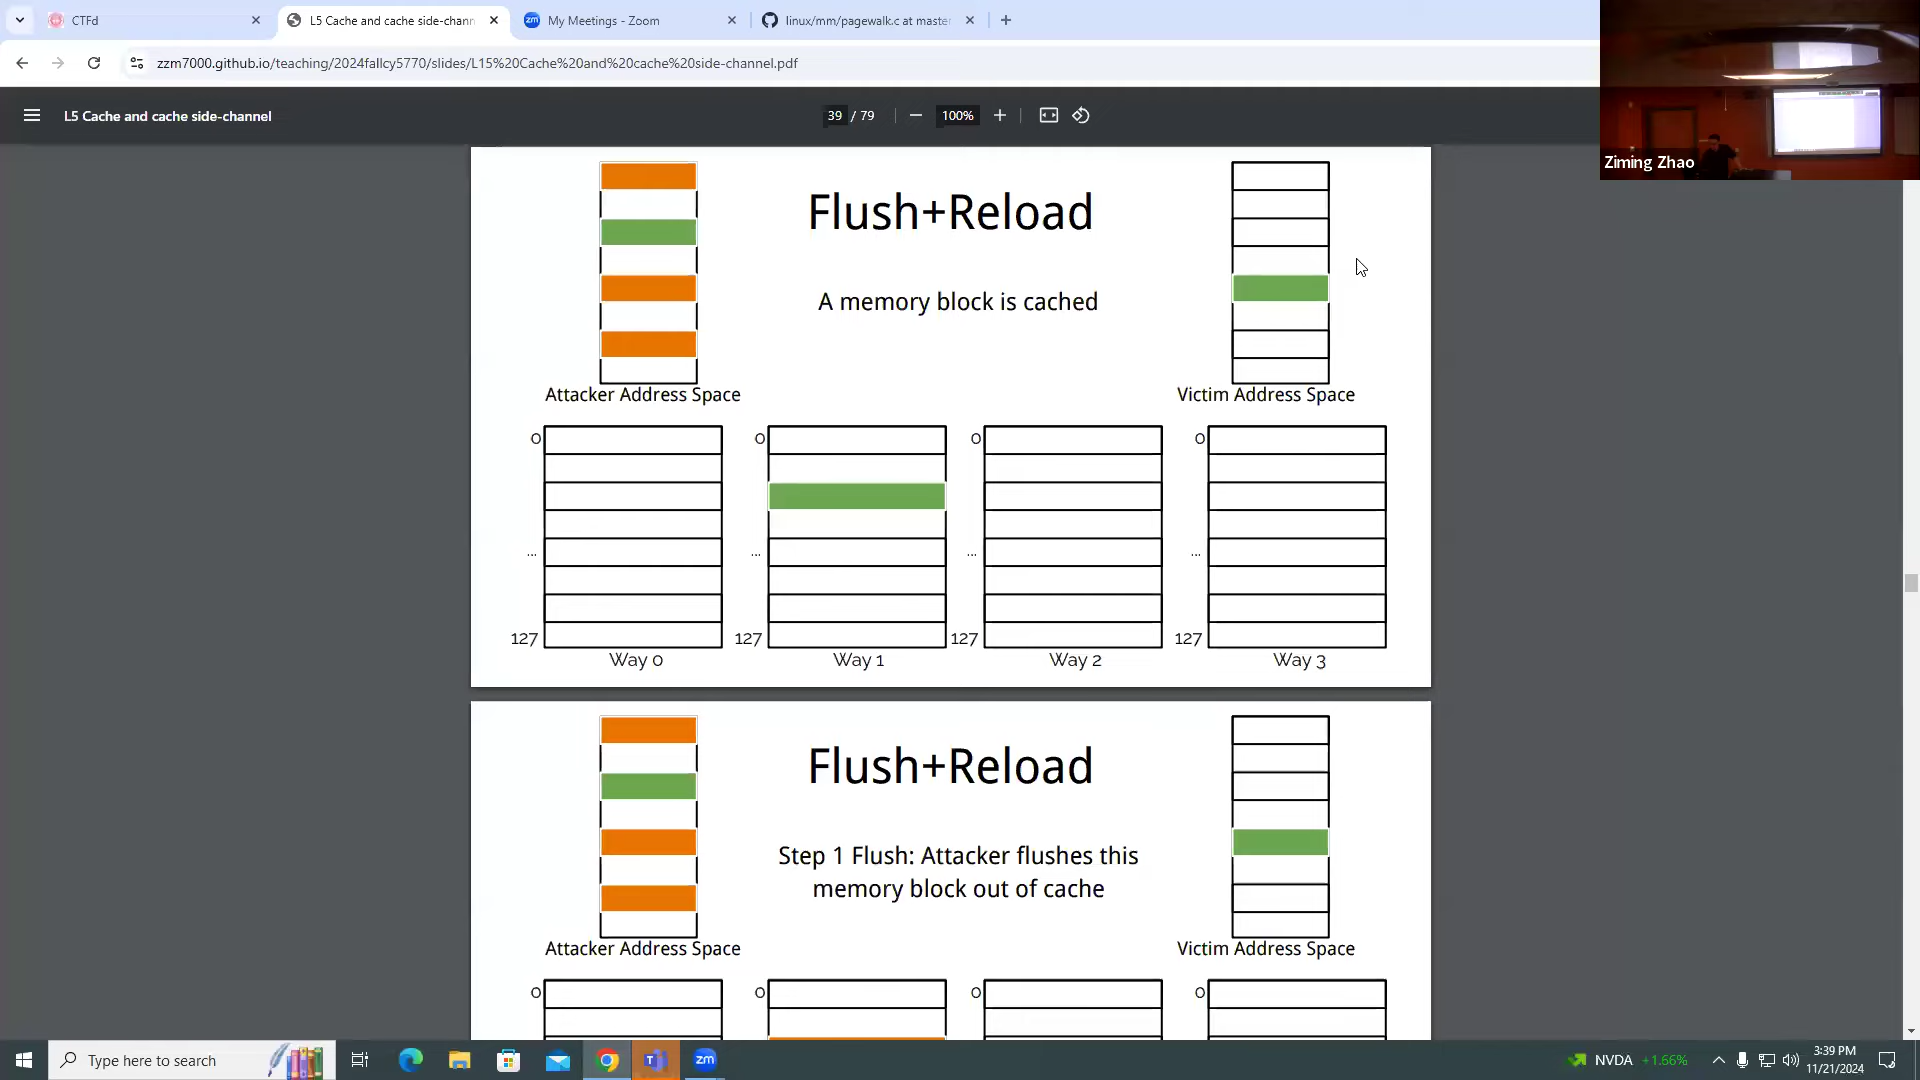 CTFd
L5 Cache and cache side-chann
My Meetings - Zoom
linux/mm/pagewalk.c at master
zzm7000.github.io/teaching/2024fallcy5770/slides/L15%20Cache%20and%20cache%20side-channel.pdf
L5 Cache and cache side-channel
39 / 79
100%
Ziming Zhao
Flush+Reload
A memory block is cached
Attacker Address Space
Victim Address Space
0 0 0 0
... ... ... ...
127 127 127 127
Way 0 Way 1 Way 2 Way 3
Flush+Reload
Step 1 Flush: Attacker flushes this
memory block out of cache
Attacker Address Space
Victim Address Space
0 0 0 0
Type here to search
zm
NVDA +1.66%
3:39 PM
11/21/2024